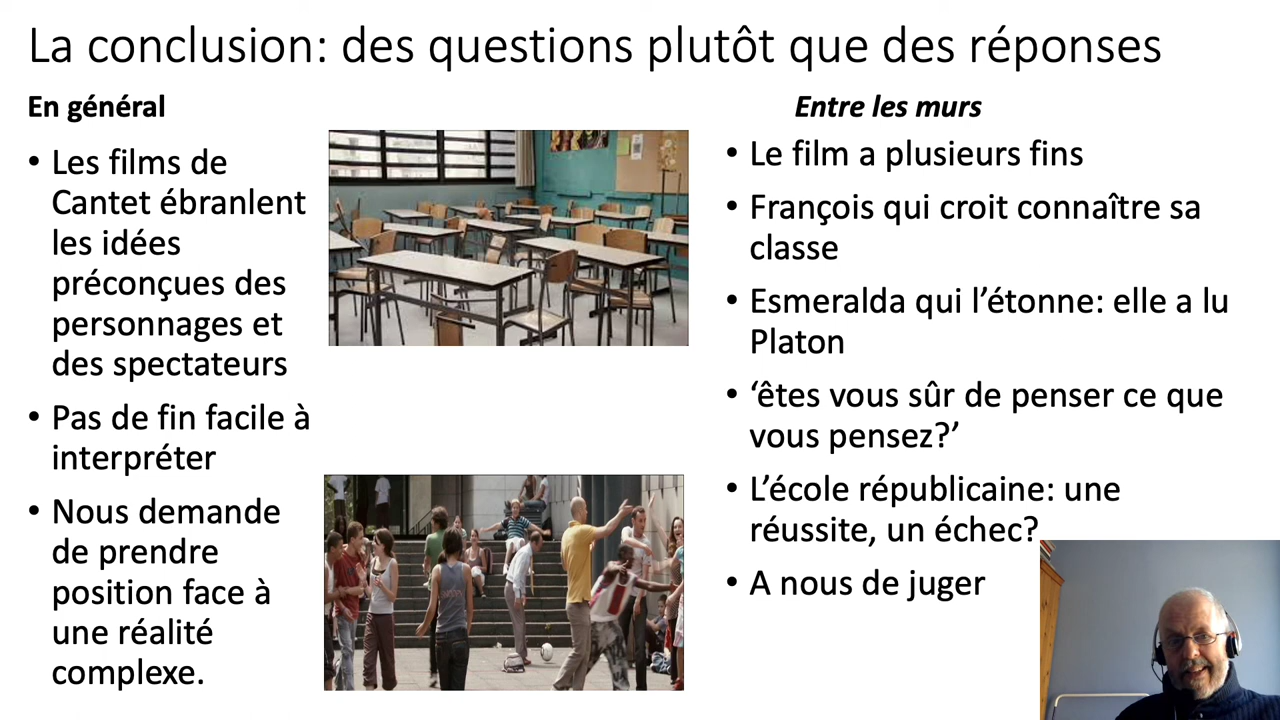 La conclusion: des questions plutôt que des réponses
En général
• Les films de
Cantet ébranlent
les idées
préconçues des
personnages et
des spectateurs
• Pas de fin facile à
interpréter
• Nous demande
de prendre
position face à
une réalité
complexe.
Entre les murs
• Le film a plusieurs fins
• François qui croit connaître sa
classe
• Esmeralda qui l’étonne: elle a lu
Platon
• ‘êtes vous sûr de penser ce que
vous pensez?’
• L’école républicaine: une
réussite, un échec?
• A nous de juger